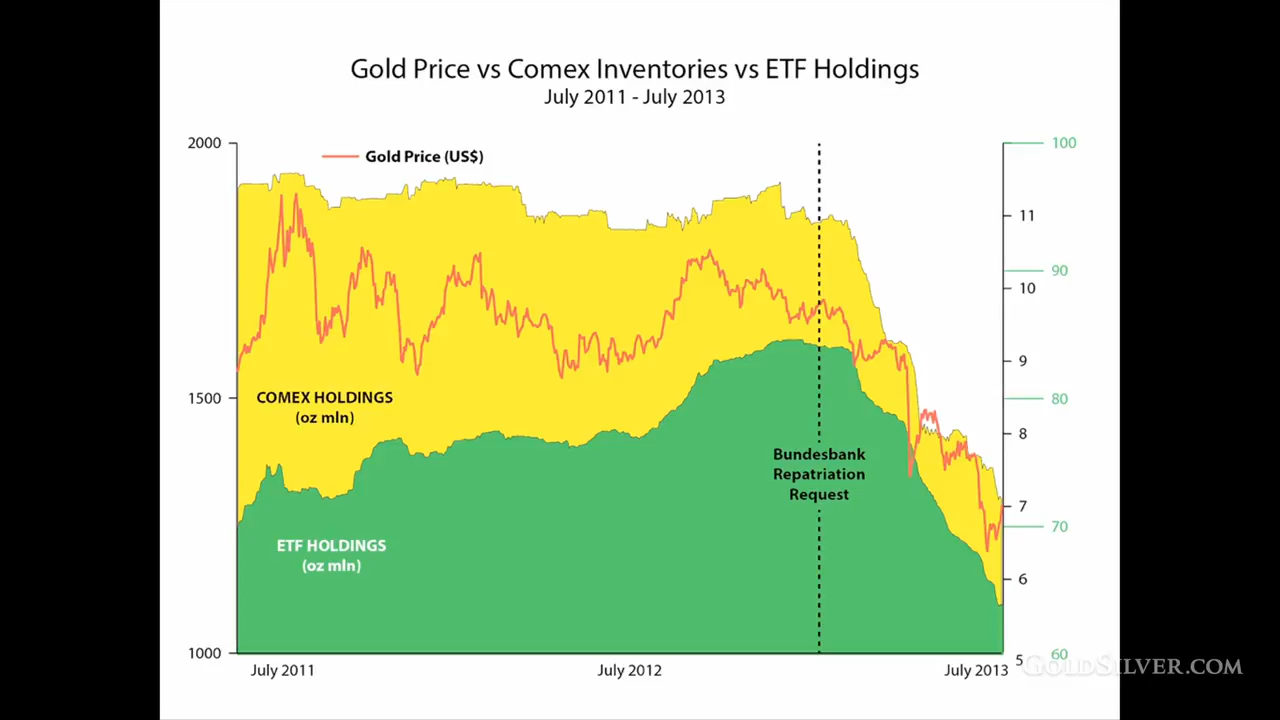 Gold Price vs Comex Inventories vs ETF Holdings
July 2011 - July 2013
2000
100
Gold Price (US$)
11
90
10
9
1500
80
COMEX HOLDINGS
(oz mln)
8
Bundesbank
Repatriation
Request
7
70
ETF HOLDINGS
(oz mln)
6
1000
5
60
July 2011
July 2012
July 2013
GOLDSILVER.COM